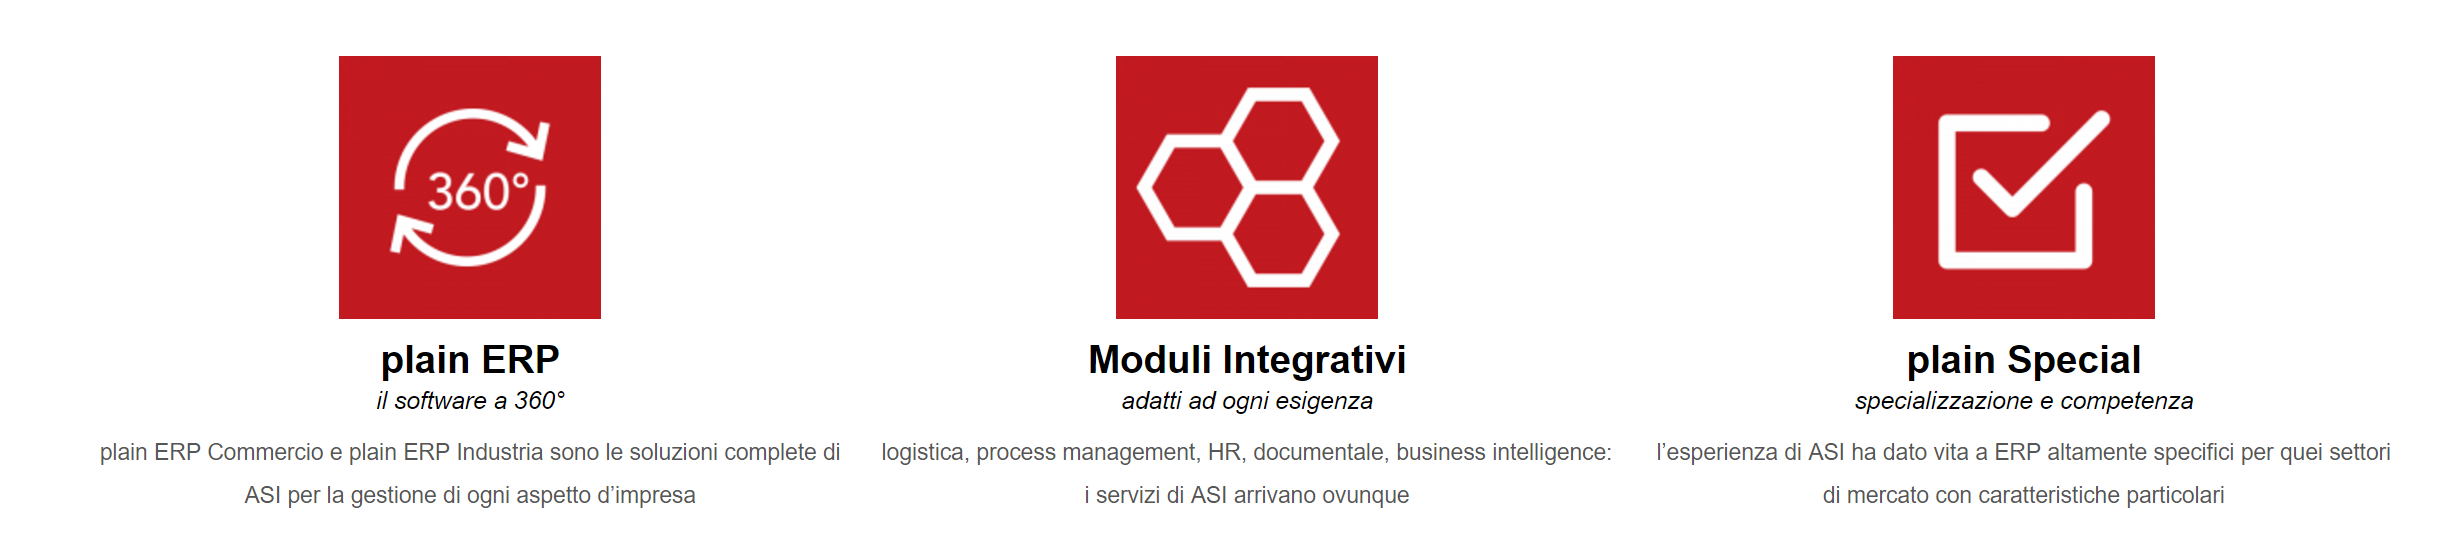 360°
plain ERP
il software a 360°
plain ERP Commercio e plain ERP Industria sono le soluzioni complete di
ASI per la gestione di ogni aspetto d’impresa
Moduli Integrativi
adatti ad ogni esigenza
logistica, process management, HR, documentale, business intelligence:
i servizi di ASI arrivano ovunque
plain Special
specializzazione e competenza
l’esperienza di ASI ha dato vita a ERP altamente specifici per quei settori
di mercato con caratteristiche particolari